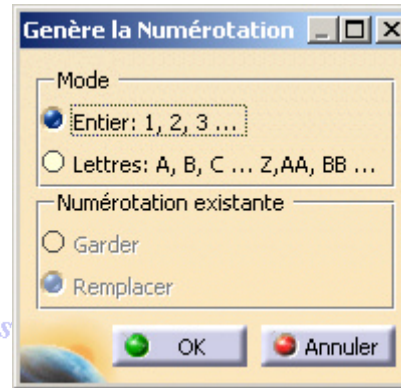 Genère la Numérotation
Mode
Entier: 1, 2, 3 ...
Lettres: A, B, C ... Z,AA, BB ...
Numérotation existante
Garder
Remplacer
OK Annuler